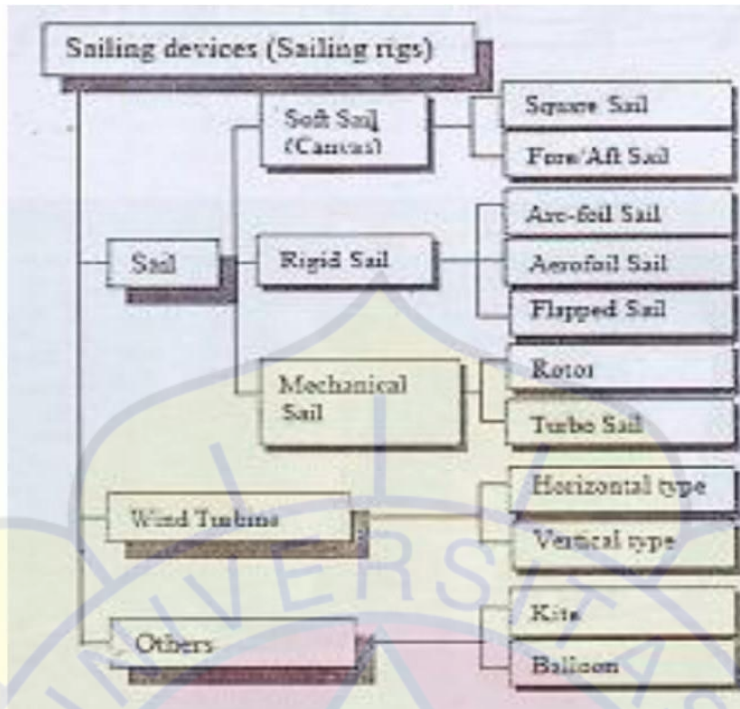 Sailing devices (Sailing rigs)
Soft Sail
(Canvas)
Square Sail
Fore/Aft Sail
Sail
Rigid Sail
Arc-foil Sail
Aerofoil Sail
Flapped Sail
Mechanical
Sail
Rotor
Turbo Sail
Wind Turbine
Horizontal type
Vertical type
Others
Kite
Balloon
UNIVERSITAS